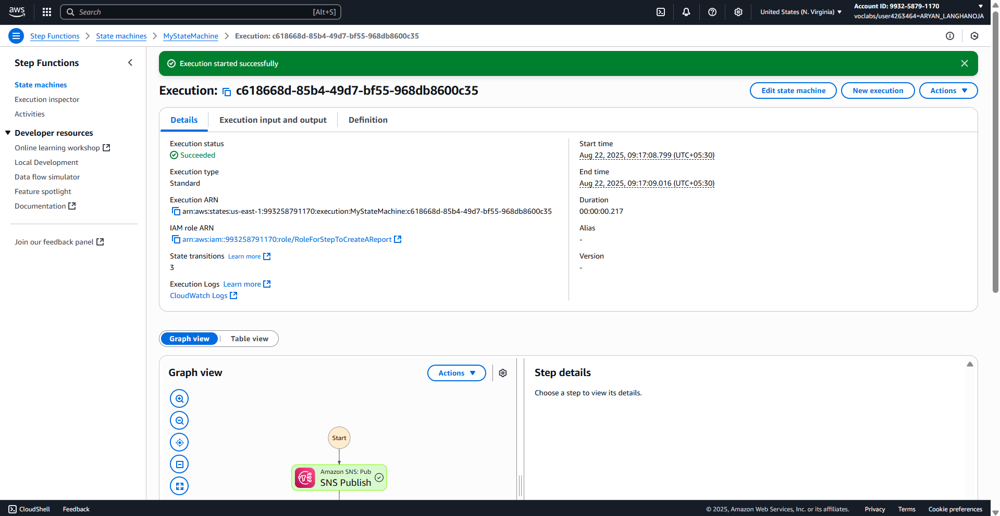 aws
Search
[Alt+S]
United States (N. Virginia)
Account ID: 9932-5879-1170
voclabs/user4263464=ARYAN_LANGHANOJA
Step Functions
State machines
MyStateMachine
Execution: c618668d-85b4-49d7-bf55-968db8600c35
Step Functions
State machines
Execution inspector
Activities
Developer resources
Online learning workshop
Local Development
Data flow simulator
Feature spotlight
Documentation
Join our feedback panel
Execution started successfully
Execution: c618668d-85b4-49d7-bf55-968db8600c35
Edit state machine
New execution
Actions
Details
Execution input and output
Definition
Execution status
Succeeded
Execution type
Standard
Execution ARN
arn:aws:states:us-east-1:993258791170:execution:MyStateMachine:c618668d-85b4-49d7-bf55-968db8600c35
IAM role ARN
arn:aws:iam::993258791170:role/RoleForStepToCreateAReport
State transitions Learn more
3
Execution Logs Learn more
CloudWatch Logs
Start time
Aug 22, 2025, 09:17:08.799 (UTC+05:30)
End time
Aug 22, 2025, 09:17:09.016 (UTC+05:30)
Duration
00:00:00.217
Alias
-
Version
-
Graph view
Table view
Graph view
Actions
Start
Amazon SNS: Pub
SNS Publish
Step details
Choose a step to view its details.
CloudShell
Feedback
© 2025, Amazon Web Services, Inc. or its affiliates.
Privacy
Terms
Cookie preferences